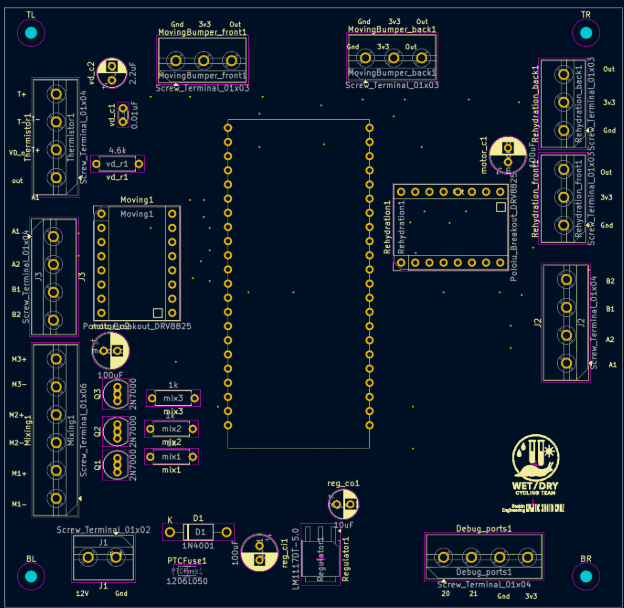 TL
TR
Gnd 3v3 Out
MovingBumper_front1
MovingBumper_front1
Screw_Terminal_01x03
Gnd 3v3 Out
MovingBumper_back1
Gnd 3v3 Out
MovingBumper_back1
Screw_Terminal_01x03
vd_c2
2.2uF
vd_c1
0.01uF
4.6k
vd_r1
vd_r1
T+
T-
out
Thermistor1
Thermistor1
Screw_Terminal_01x04
A1
Out
3v3
Gnd
Rehydration_back1
Screw_Terminal_01x03
motor_c1
100uF
Out
3v3
Gnd
Rehydration_front1
Screw_Terminal_01x03
A1
A2
B1
B2
J3
J3
Screw_Terminal_01x04
Moving1
Moving1
Pololu_Breakout_DRV8825
Rehydration1
Rehydration1
Pololu_Breakout_DRV8825
B2
B1
A2
A1
J2
J2
Screw_Terminal_01x04
100uF
M3+
M3-
M2+
M2-
M1+
M1-
Mixing1
Mixing1
Screw_Terminal_01x06
Q3
2N7000
1k
mix3
mix3
Q2
2N7000
1k
mix2
mix2
Q1
2N7000
1k
mix1
mix1
WET/DRY
CYCLING TEAM
Baskin
Engineering
Screw_Terminal_01x02
J1
J1
12V Gnd
K
D1
D1
1N4001
PTCFuse1
PTCFuse1
1206L050
100uF
reg_ci1
reg_co1
10uF
LM1117DT-5.0
Regulator1
Regulator1
Debug_ports1
Debug_ports1
Screw_Terminal_01x04
20 21 Gnd 3v3
BL
BR